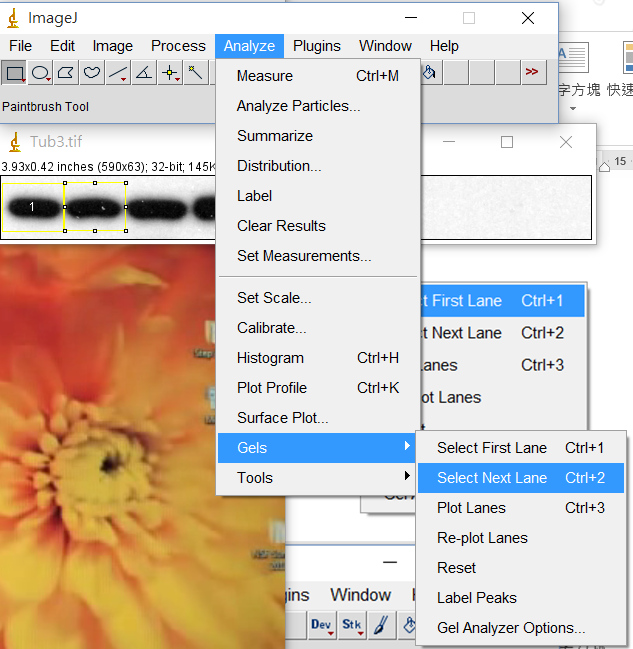 ImageJ
File Edit Image Process Analyze Plugins Window Help
Dev Stk
>>
Paintbrush Tool
字方塊 快速
Tub3.tif
3.93x0.42 inches (590x63); 32-bit; 145K
15
1
Measure Ctrl+M
Analyze Particles...
Summarize
Distribution...
Label
Clear Results
Set Measurements...
Set Scale...
Calibrate...
Histogram Ctrl+H
Plot Profile Ctrl+K
Surface Plot...
Gels
Tools
t First Lane Ctrl+1
t Next Lane Ctrl+2
anes Ctrl+3
ot Lanes
Select First Lane Ctrl+1
Select Next Lane Ctrl+2
Plot Lanes Ctrl+3
Re-plot Lanes
Reset
Label Peaks
Gel Analyzer Options...
Step
gins Window